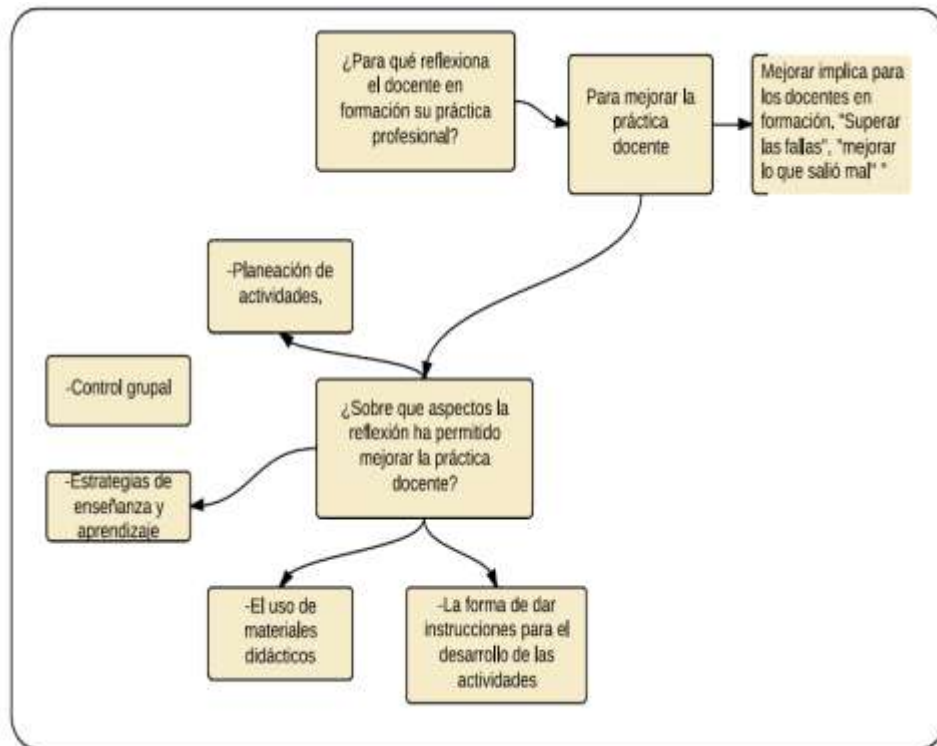 ¿Para qué reflexiona
el docente en
formación su práctica
profesional?
Para mejorar la
práctica
docente
Mejorar implica para
los docentes en
formación, "Superar
las fallas", "mejorar
lo que salió mal" "
-Planeación de
actividades,
-Control grupal
¿Sobre que aspectos la
reflexión ha permitido
mejorar la práctica
docente?
-Estrategias de
enseñanza y
aprendizaje
-El uso de
materiales
didácticos
-La forma de dar
instrucciones para el
desarrollo de las
actividades